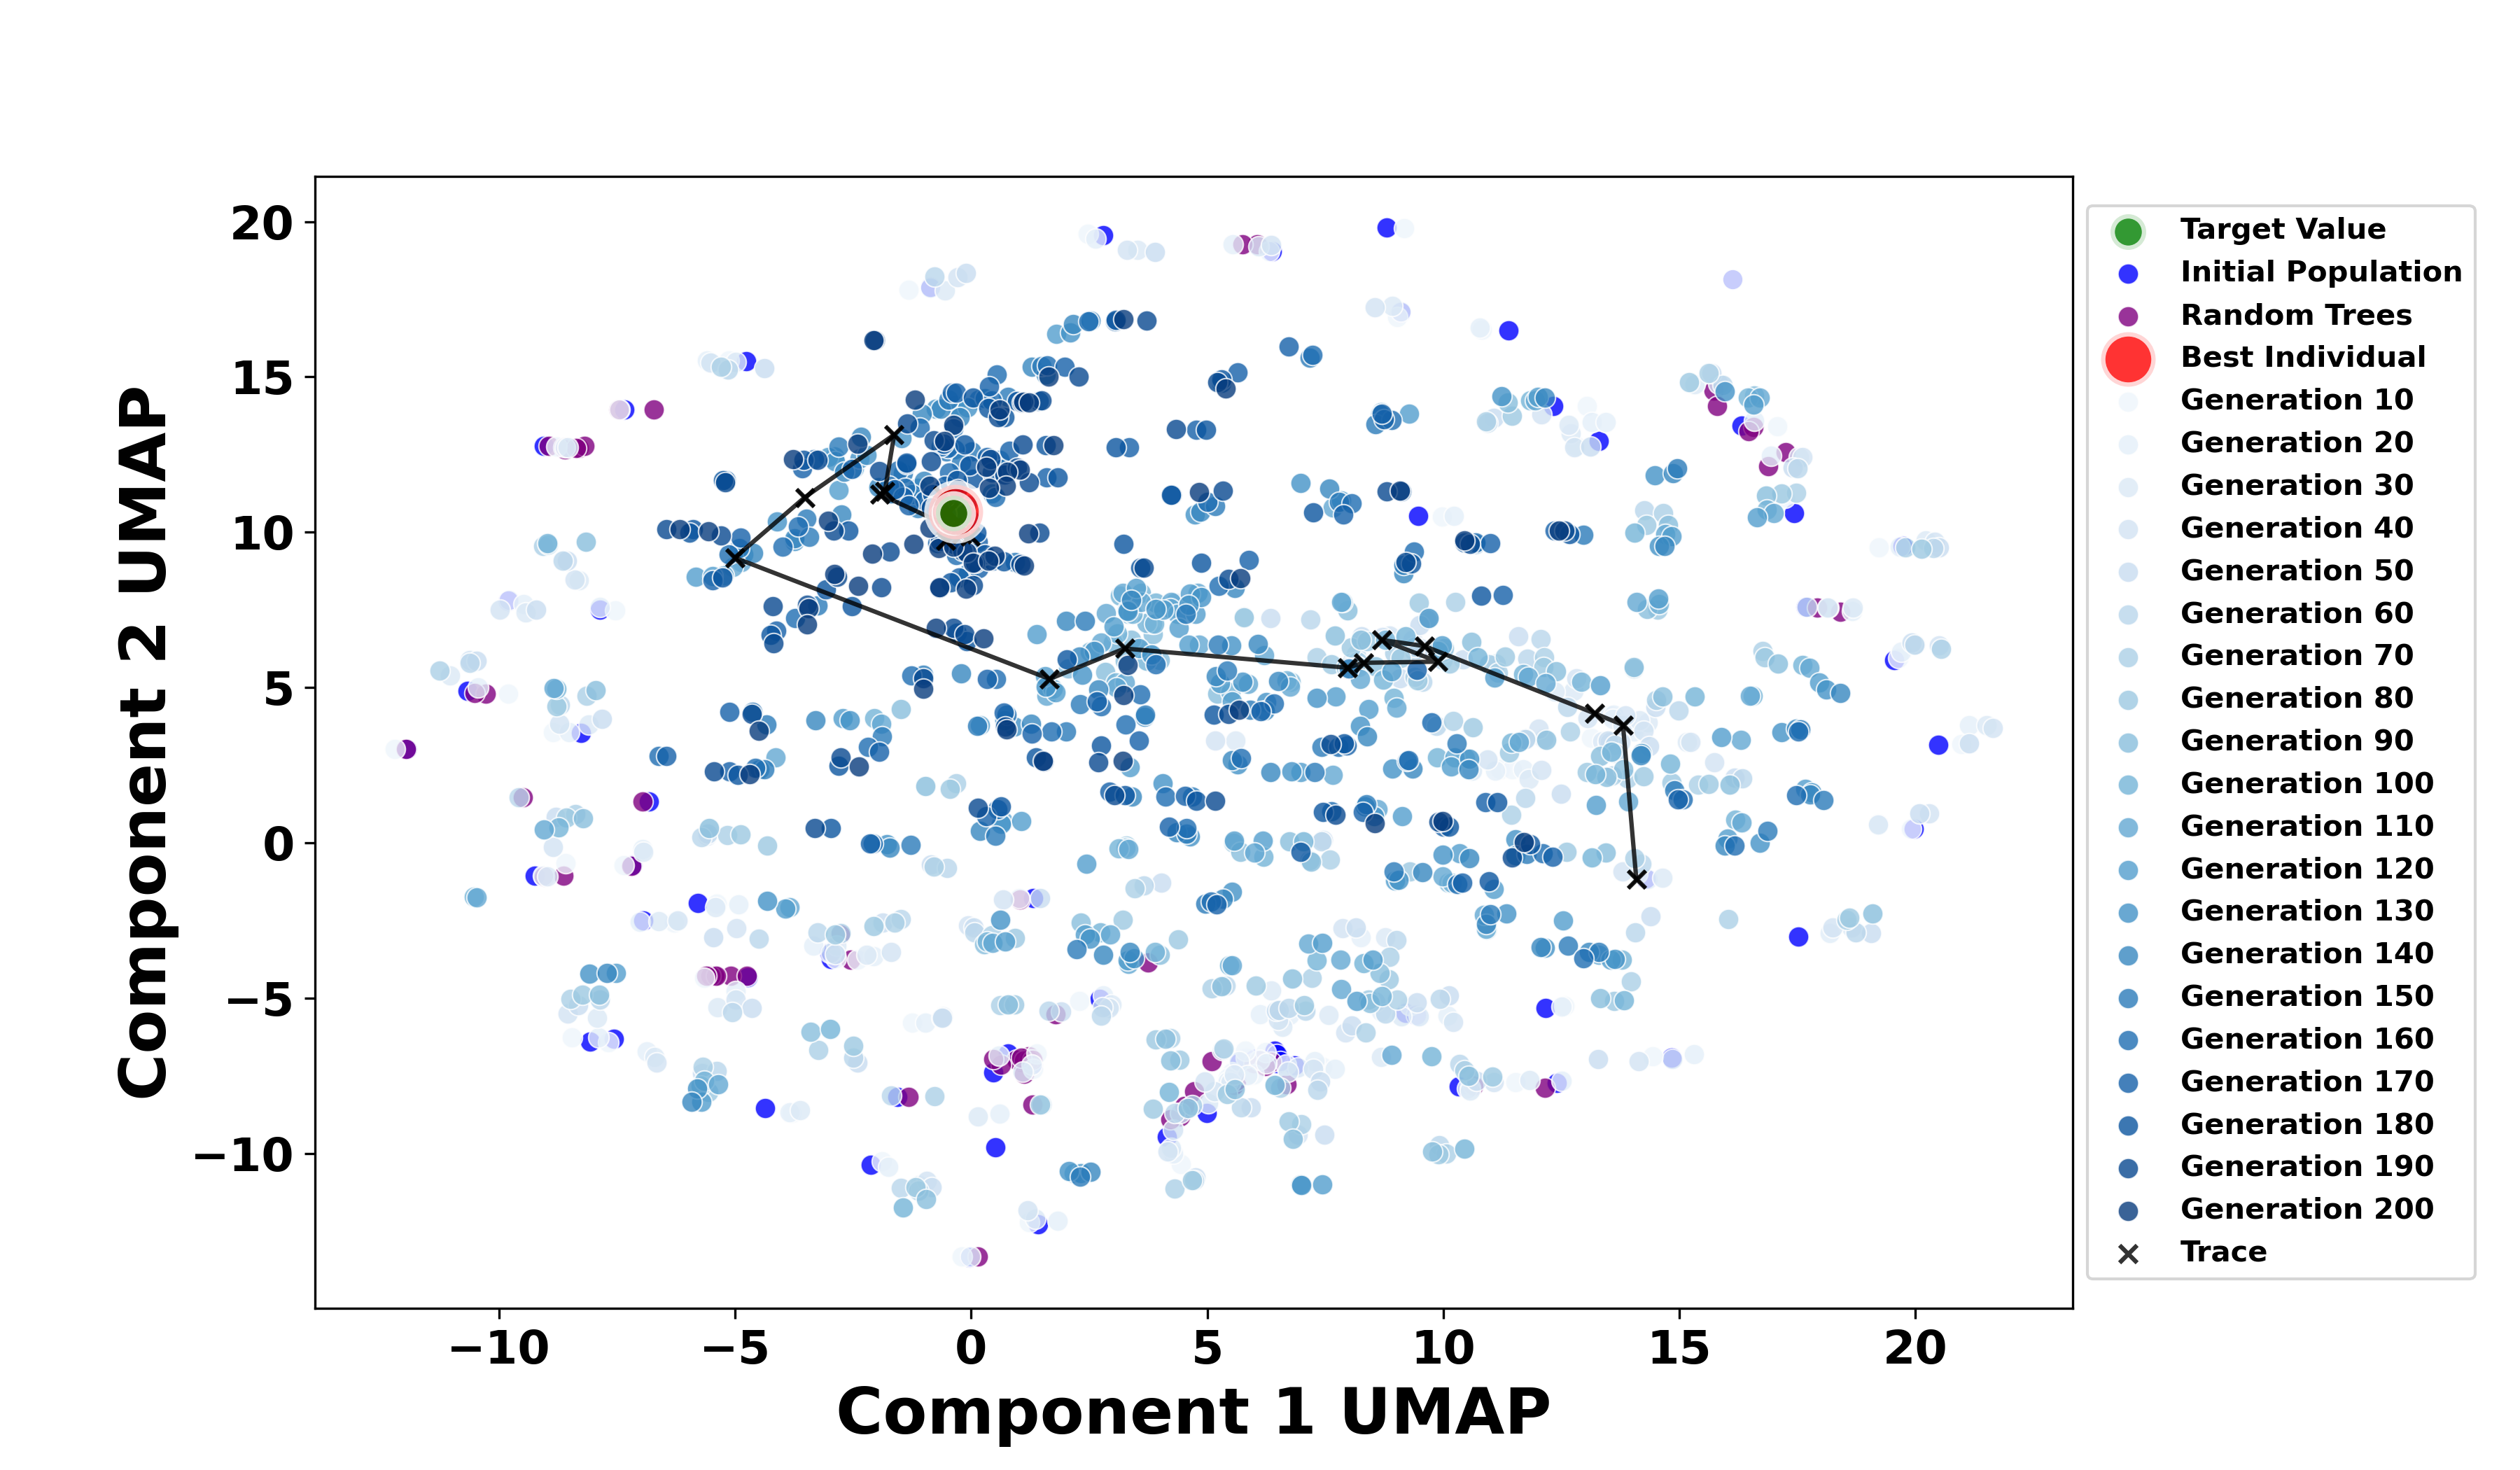 20
15
10
5
0
−5
−10
−10
−5
0
5
10
15
20
Component 2 UMAP
Component 1 UMAP
Target Value
Initial Population
Random Trees
Best Individual
Generation 10
Generation 20
Generation 30
Generation 40
Generation 50
Generation 60
Generation 70
Generation 80
Generation 90
Generation 100
Generation 110
Generation 120
Generation 130
Generation 140
Generation 150
Generation 160
Generation 170
Generation 180
Generation 190
Generation 200
Trace